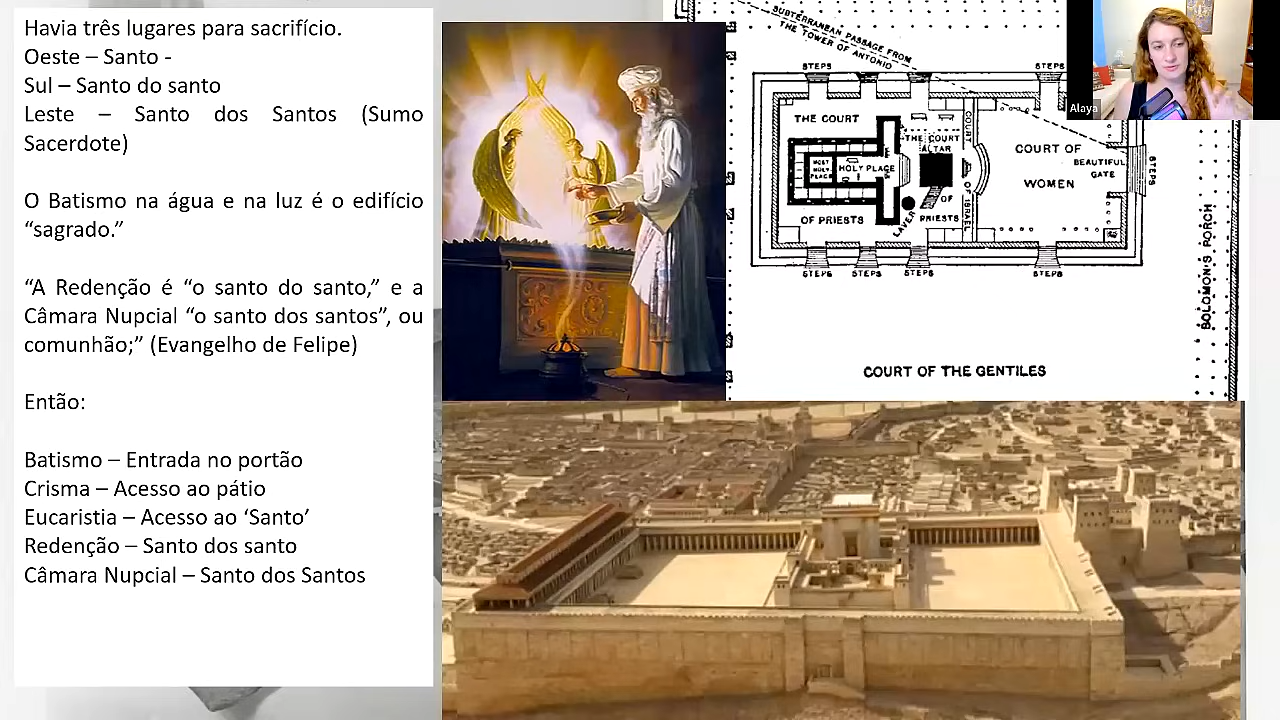 Havia três lugares para sacrifício.
Oeste – Santo -
Sul – Santo do santo
Leste – Santo dos Santos (Sumo
Sacerdote)
O Batismo na água e na luz é o edifício
“sagrado.”
“A Redenção é “o santo do santo,” e a
Câmara Nupcial “o santo dos santos”, ou
comunhão;” (Evangelho de Felipe)
Então:
Batismo – Entrada no portão
Crisma – Acesso ao pátio
Eucaristia – Acesso ao ‘Santo’
Redenção – Santo dos santo
Câmara Nupcial – Santo dos Santos
SUBTERRANEAN PASSAGE FROM
THE TOWER OF ANTONIO
STEPS
STEPS
STEPS
STEPS
THE COURT
THE COURT
ALTAR
COURT
OF ISRAEL
COURT OF
WOMEN
BEAUTIFUL
GATE
STEPS
MOST
HOLY
PLACE
HOLY PLACE
OF PRIESTS
LAVER
OF
PRIESTS
STEPS
STEPS
STEPS
STEPS
SOLOMON'S PORCH
COURT OF THE GENTILES
Alaya